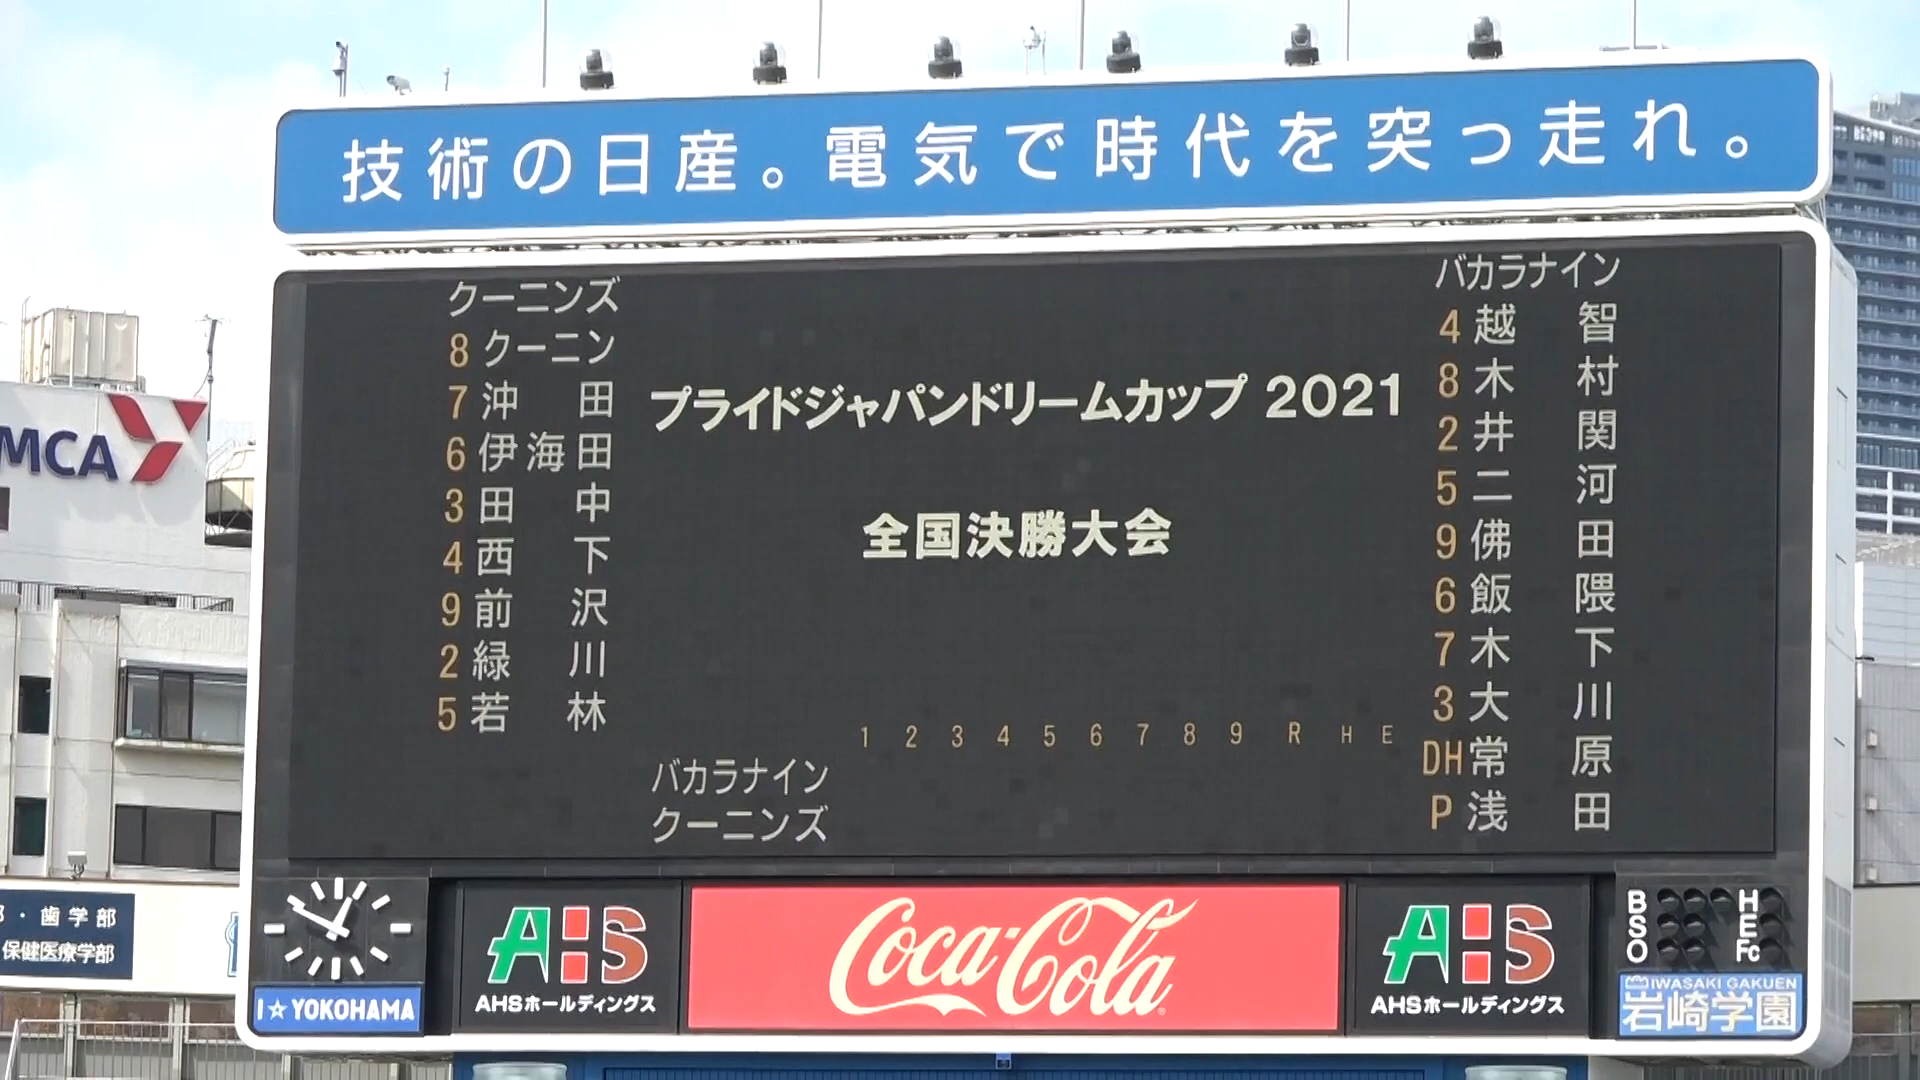 技術の日産。電気で時代を突っ走れ。
クーニンズ
8 クーニン
7 沖 田
6 伊海田
3 田 中
4 西 下
9 前 沢
2 緑 川
5 若 林
プライドジャパンドリームカップ 2021
全国決勝大会
1 2 3 4 5 6 7 8 9 R H E
バカラナイン
クーニンズ
バカラナイン
4 越 智
8 木 村
2 井 関
5 二 河
9 佛 田
6 飯 隈
7 木 下
3 大 川
DH 常 原
P 浅 田
MCA
・歯学部
保健医療学部
I☆YOKOHAMA
AHS
AHSホールディングス
Coca-Cola
AHS
AHSホールディングス
B H
S E
O Fc
IWASAKI GAKUEN
岩崎学園